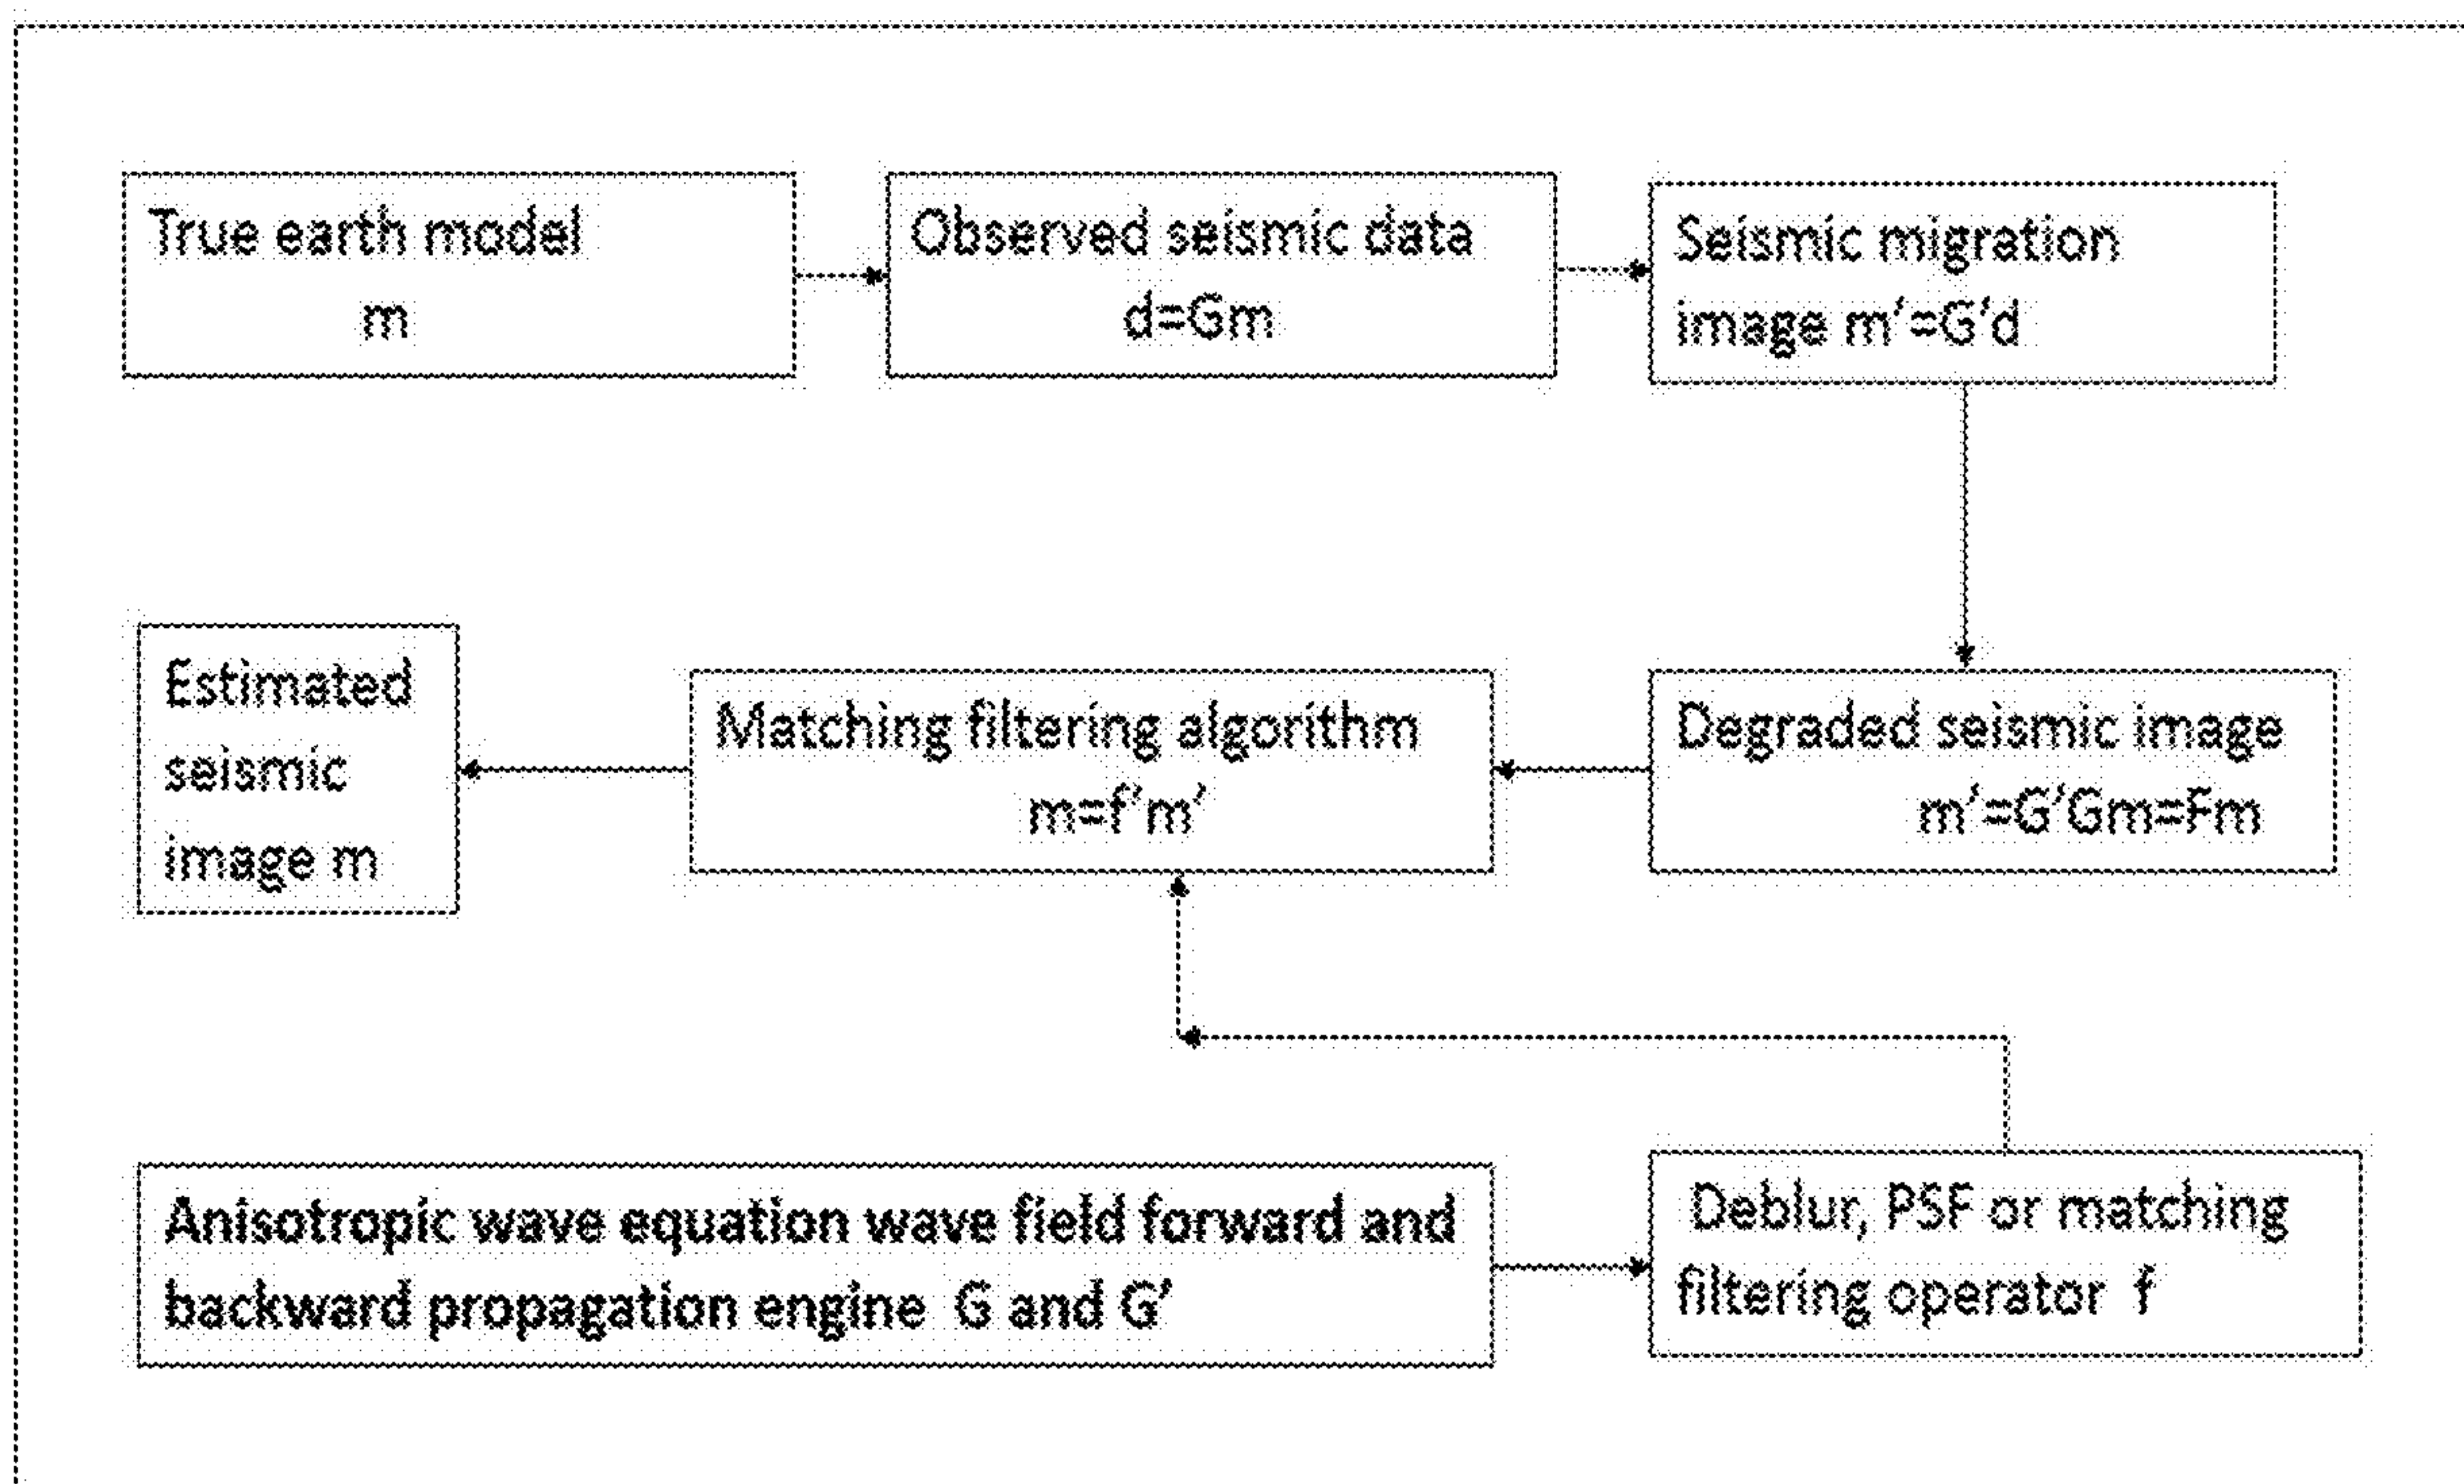 True earth model
m
Observed seismic data
d=Gm
Seismic migration
image m'=G'd
Degraded seismic image
m'=G'Gm=Fm
Matching filtering algorithm
m=f'm'
Estimated
seismic
image m
Anisotropic wave equation wave field forward and
backward propagation engine G and G'
Deblur, PSF or matching
filtering operator f